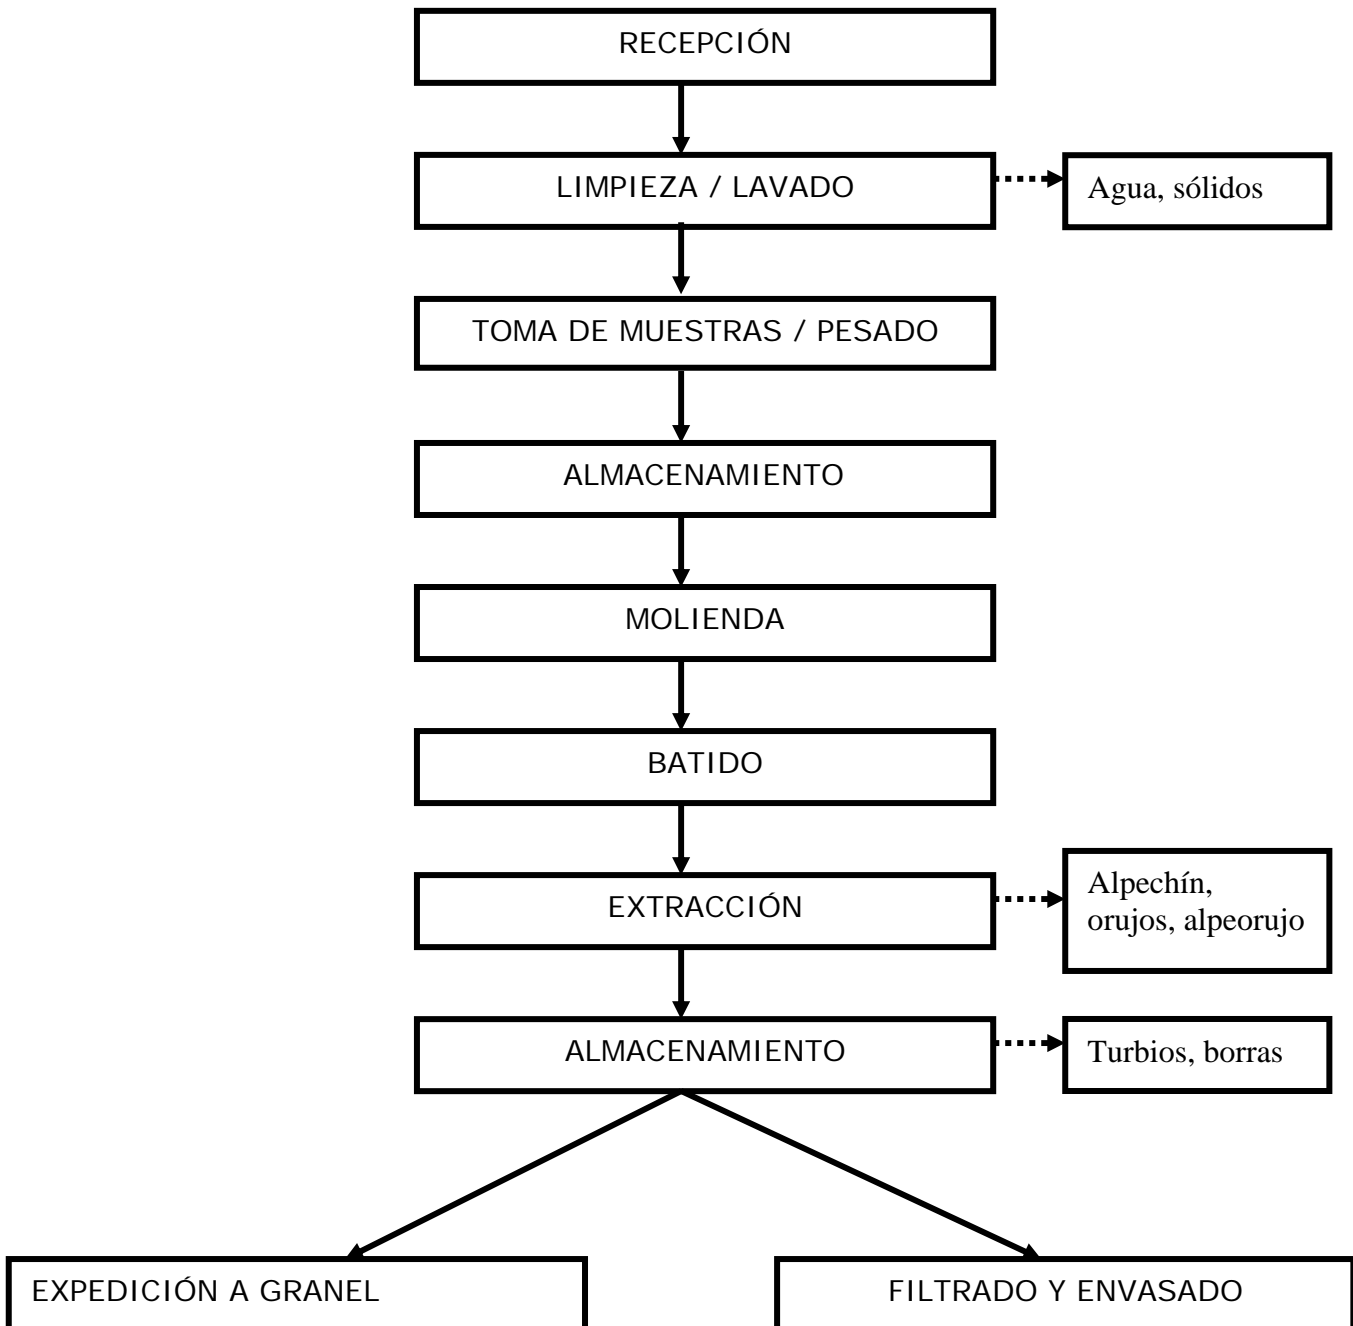 RECEPCIÓN
LIMPIEZA / LAVADO
Agua, sólidos
TOMA DE MUESTRAS / PESADO
ALMACENAMIENTO
MOLIENDA
BATIDO
EXTRACCIÓN
Alpechín,
orujos, alpeorujo
ALMACENAMIENTO
Turbios, borras
EXPEDICIÓN A GRANEL
FILTRADO Y ENVASADO